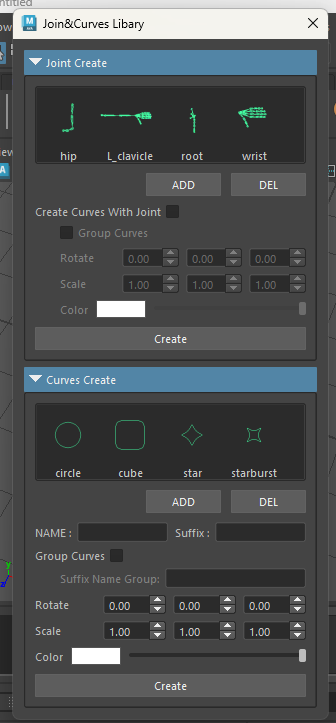 ntitled
Join&Curves Libary
Joint Create
hip L_clavicle root wrist
ADD DEL
Create Curves With Joint
Group Curves
Rotate 0.00 0.00 0.00
Scale 1.00 1.00 1.00
Color
Create
Curves Create
circle cube star starburst
ADD DEL
NAME : Suffix :
Group Curves
Suffix Name Group:
Rotate 0.00 0.00 0.00
Scale 1.00 1.00 1.00
Color
Create